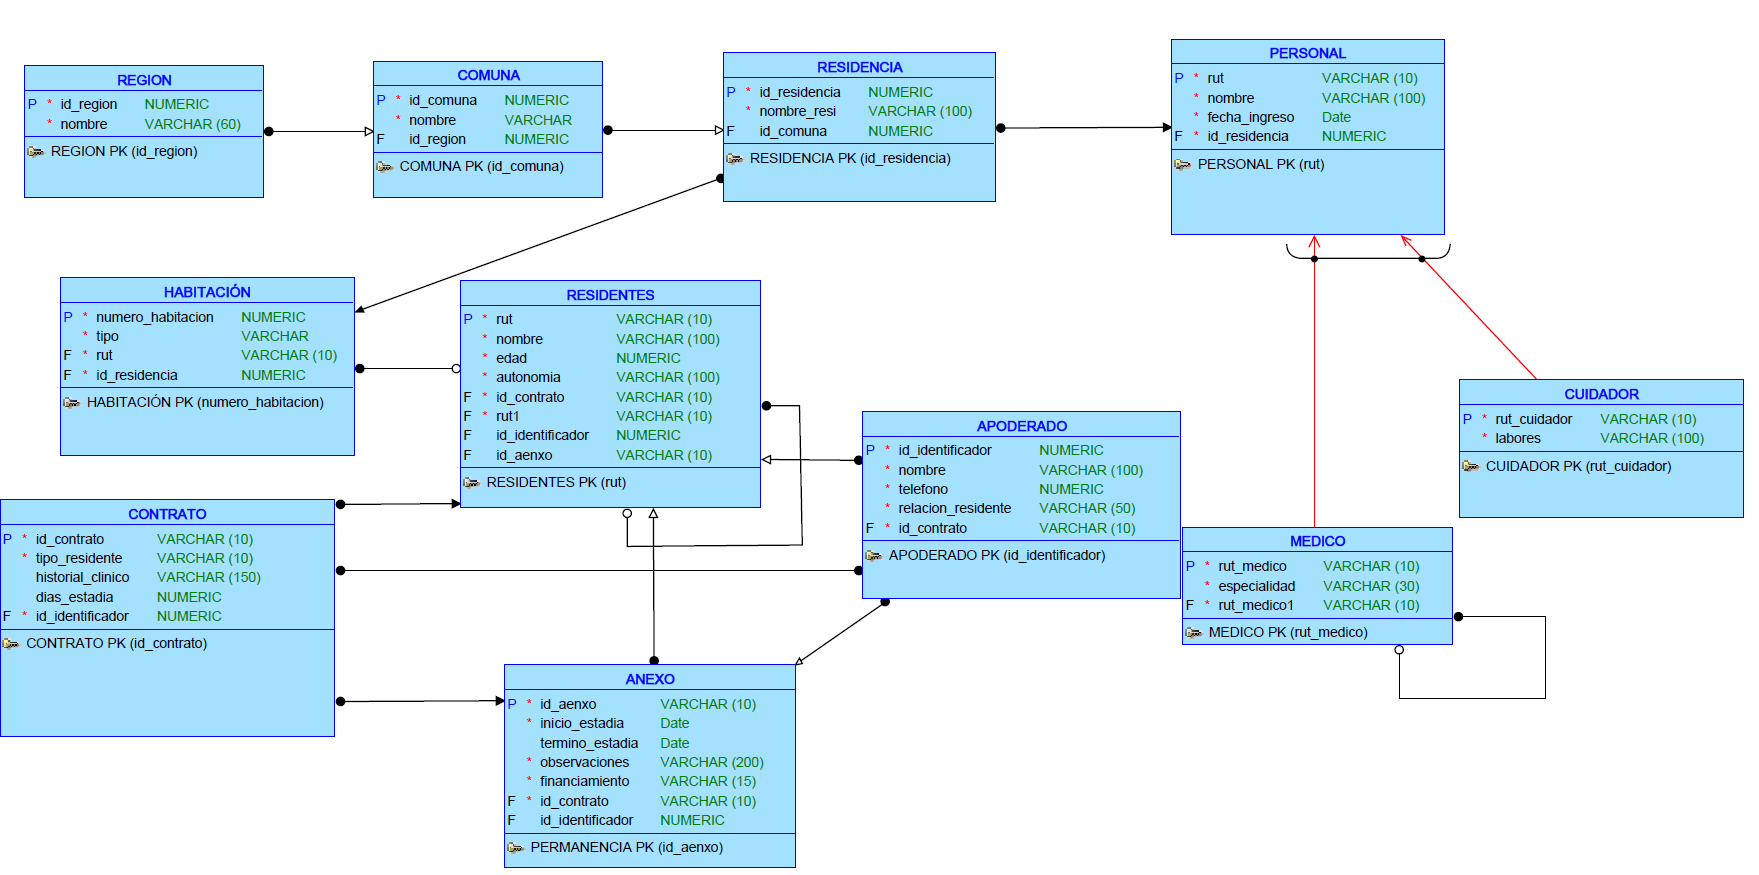 REGION
P * id_region NUMERIC
* nombre VARCHAR (60)
REGION PK (id_region)
COMUNA
P * id_comuna NUMERIC
* nombre VARCHAR
F id_region NUMERIC
COMUNA PK (id_comuna)
RESIDENCIA
P * id_residencia NUMERIC
* nombre_resi VARCHAR (100)
F id_comuna NUMERIC
RESIDENCIA PK (id_residencia)
PERSONAL
P * rut VARCHAR (10)
* nombre VARCHAR (100)
* fecha_ingreso Date
F * id_residencia NUMERIC
PERSONAL PK (rut)
HABITACIÓN
P * numero_habitacion NUMERIC
* tipo VARCHAR
F * rut VARCHAR (10)
F * id_residencia NUMERIC
HABITACIÓN PK (numero_habitacion)
RESIDENTES
P * rut VARCHAR (10)
* nombre VARCHAR (100)
* edad NUMERIC
* autonomia VARCHAR (100)
F * id_contrato VARCHAR (10)
F * rut1 VARCHAR (10)
F id_identificador NUMERIC
F id_aenxo VARCHAR (10)
RESIDENTES PK (rut)
APODERADO
P * id_identificador NUMERIC
* nombre VARCHAR (100)
* telefono NUMERIC
* relacion_residente VARCHAR (50)
F * id_contrato VARCHAR (10)
APODERADO PK (id_identificador)
CUIDADOR
P * rut_cuidador VARCHAR (10)
* labores VARCHAR (100)
CUIDADOR PK (rut_cuidador)
CONTRATO
P * id_contrato VARCHAR (10)
* tipo_residente VARCHAR (10)
historial_clinico VARCHAR (150)
dias_estadia NUMERIC
F * id_identificador NUMERIC
CONTRATO PK (id_contrato)
MEDICO
P * rut_medico VARCHAR (10)
* especialidad VARCHAR (30)
F * rut_medico1 VARCHAR (10)
MEDICO PK (rut_medico)
ANEXO
P * id_aenxo VARCHAR (10)
* inicio_estadia Date
termino_estadia Date
* observaciones VARCHAR (200)
* financiamiento VARCHAR (15)
F * id_contrato VARCHAR (10)
F id_identificador NUMERIC
PERMANENCIA PK (id_aenxo)